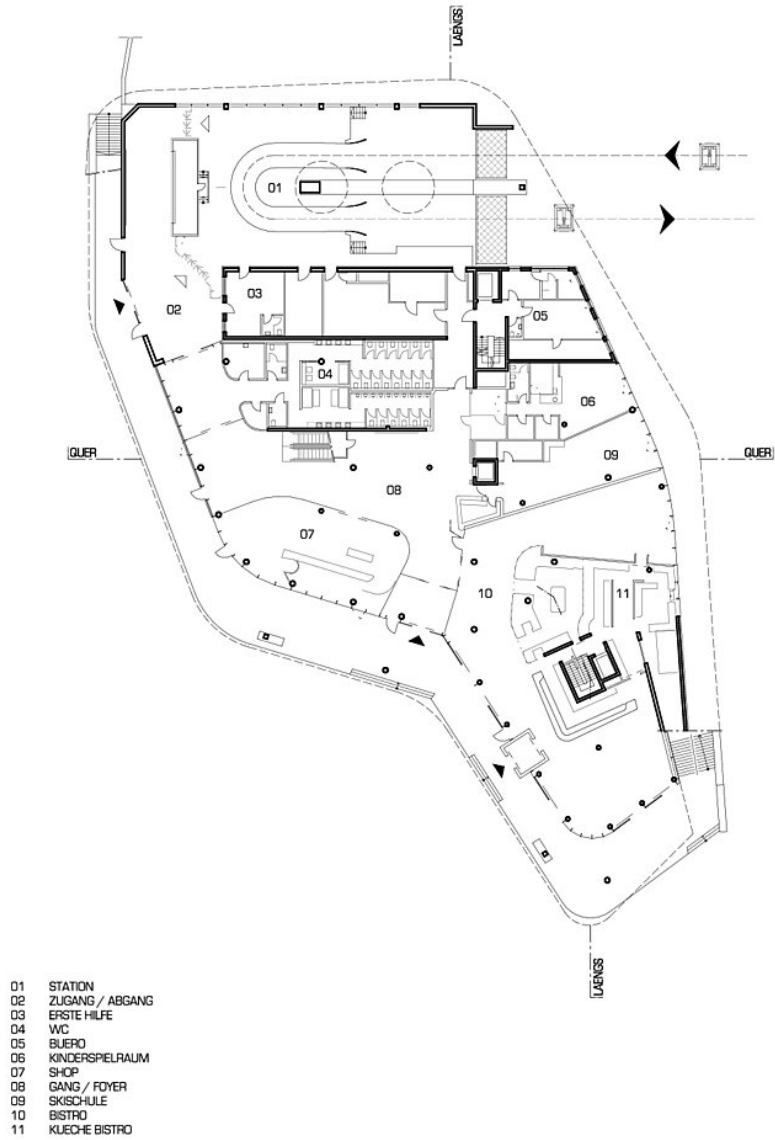 LAENGS
01
02
03
05
04
06
QUER
QUER
09
08
07
10
11
LAENGS
01 STATION
02 ZUGANG / ABGANG
03 ERSTE HILFE
04 WC
05 BUERO
06 KINDERSPIELRAUM
07 SHOP
08 GANG / FOYER
09 SKISCHULE
10 BISTRO
11 KUECHE BISTRO